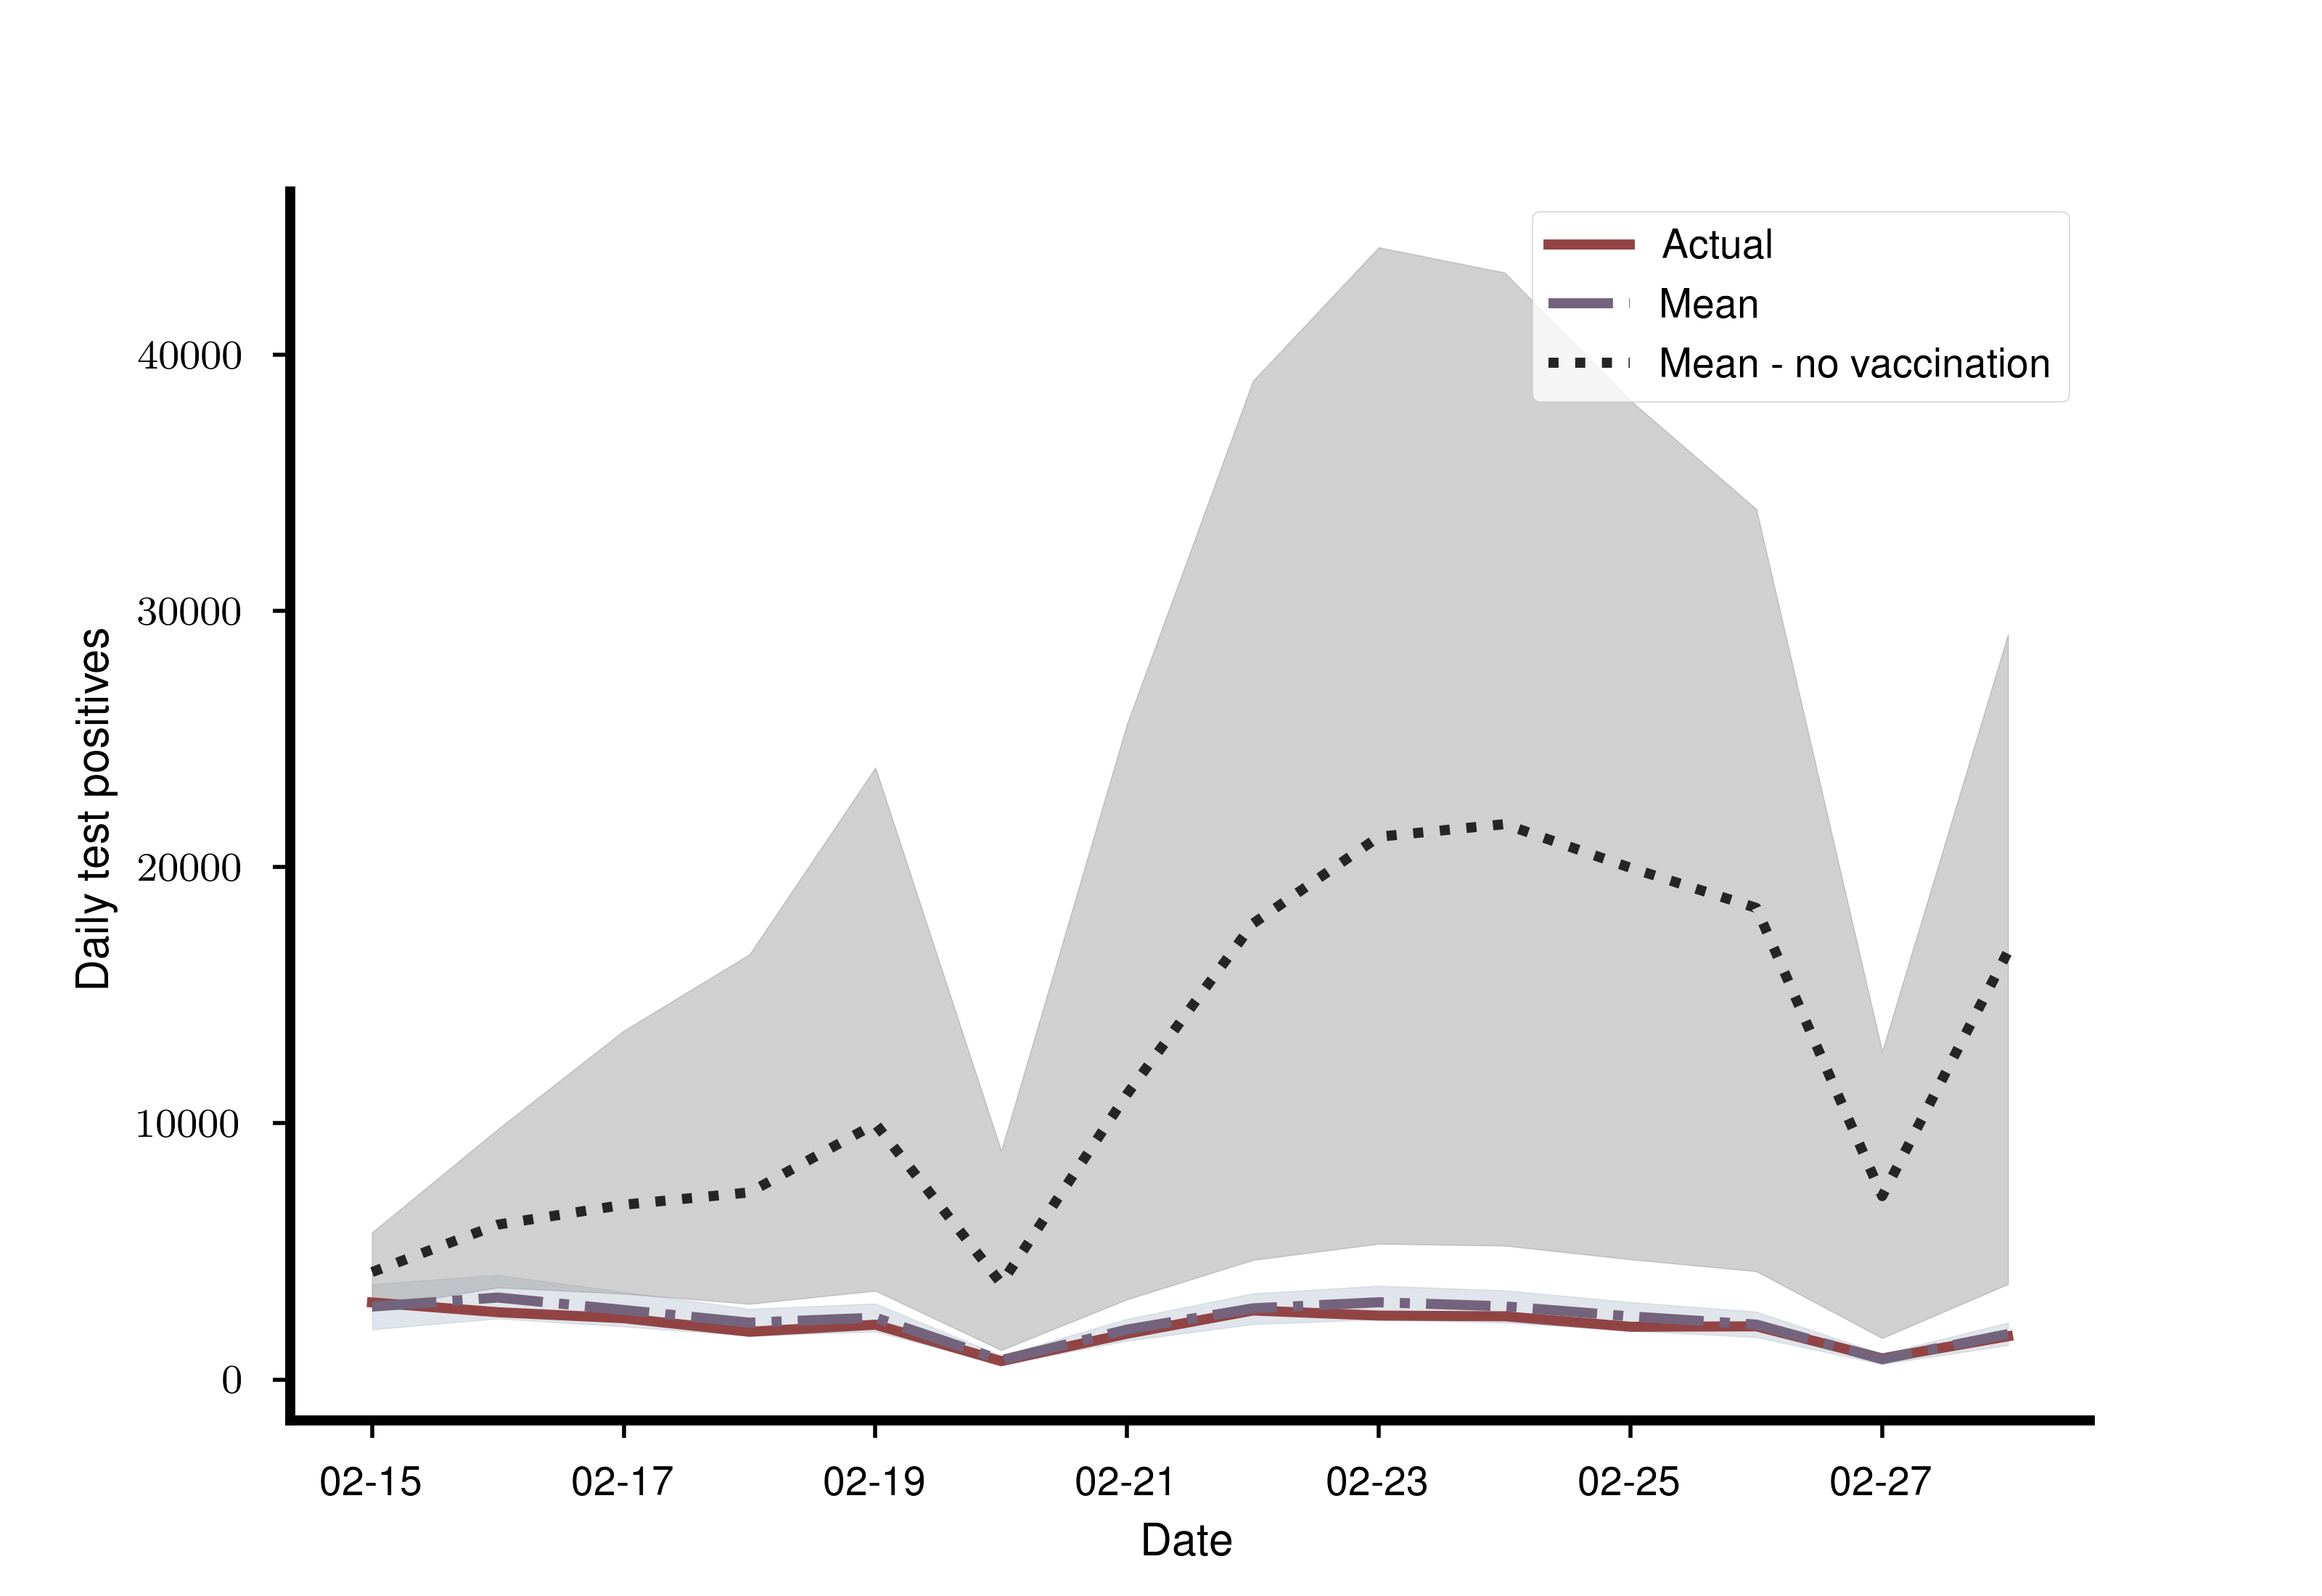 Actual
Mean
Mean - no vaccination
Daily test positives
40000
30000
20000
10000
0
02-15 02-17 02-19 02-21 02-23 02-25 02-27
Date